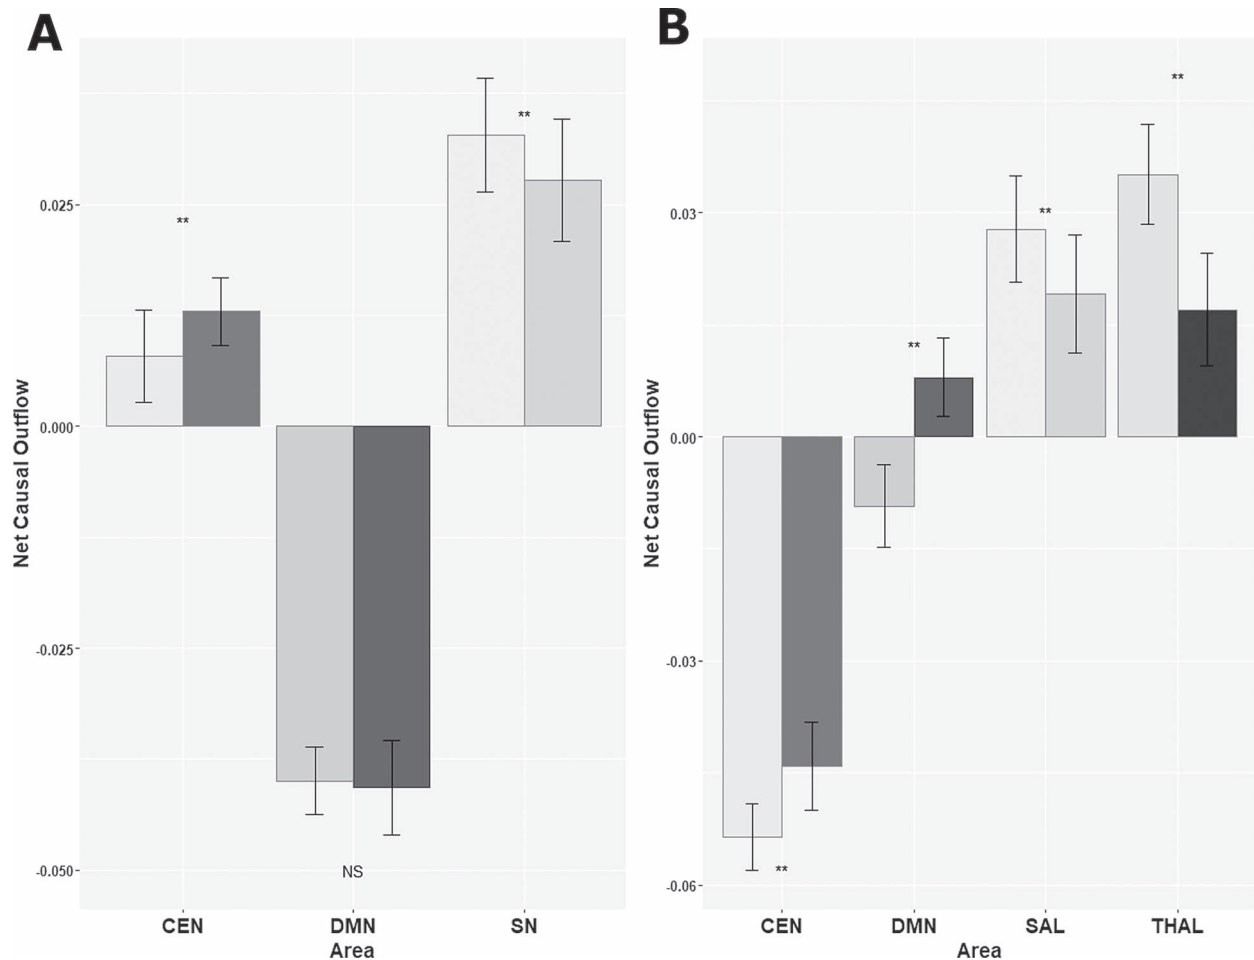 A
**
**
0.025
0.000
-0.025
-0.050
NS
CEN
DMN
SN
Area
Net Causal Outflow
B
**
**
**
**
0.03
0.00
-0.03
-0.06
CEN
DMN
SAL
THAL
Area
Net Causal Outflow